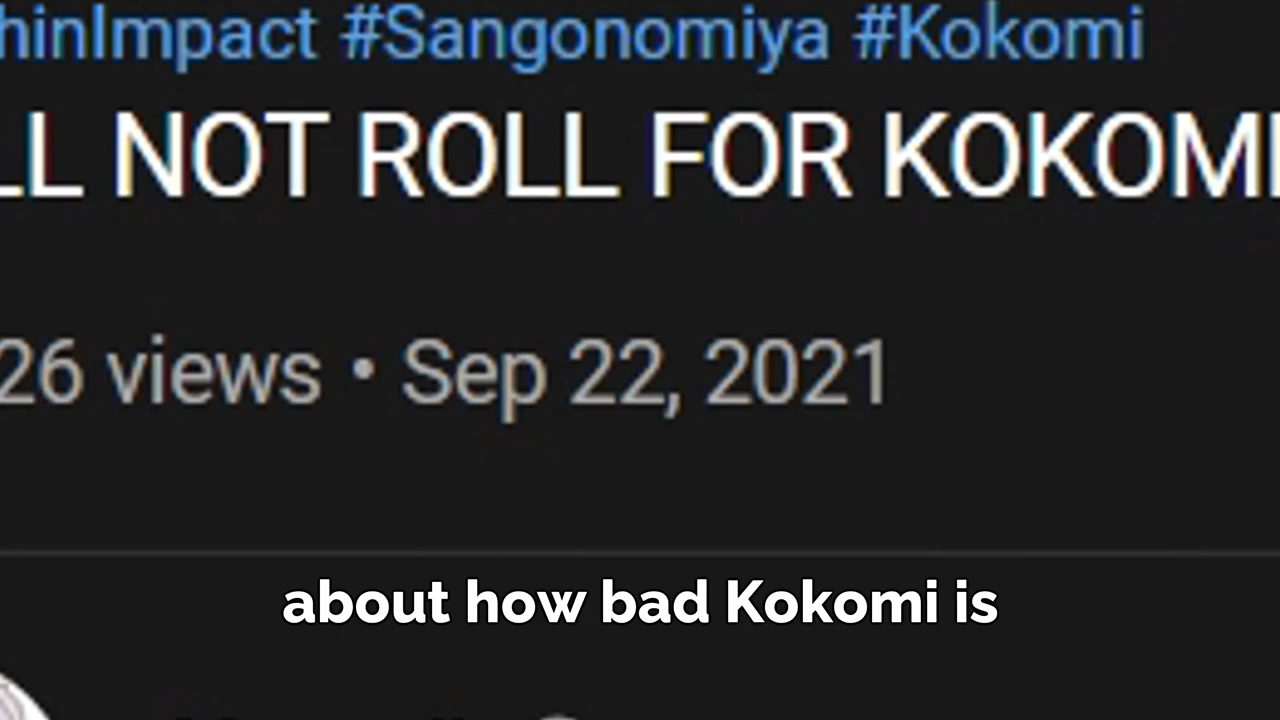 hinImpact #Sangonomiya #Kokomi
LL NOT ROLL FOR KOKOMI
26 views • Sep 22, 2021
about how bad Kokomi is